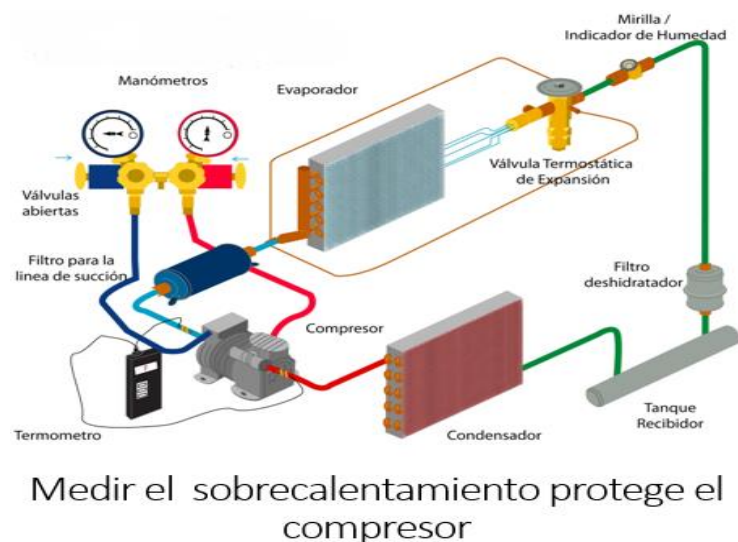 Mirilla /
Indicador de Humedad
Manómetros
Evaporador
Válvula Termostática
de Expansión
Válvulas
abiertas
Filtro para la
linea de succión
Filtro
deshidratador
Compresor
Termometro
Condensador
Tanque
Recibidor
Medir el sobrecalentamiento protege el
compresor